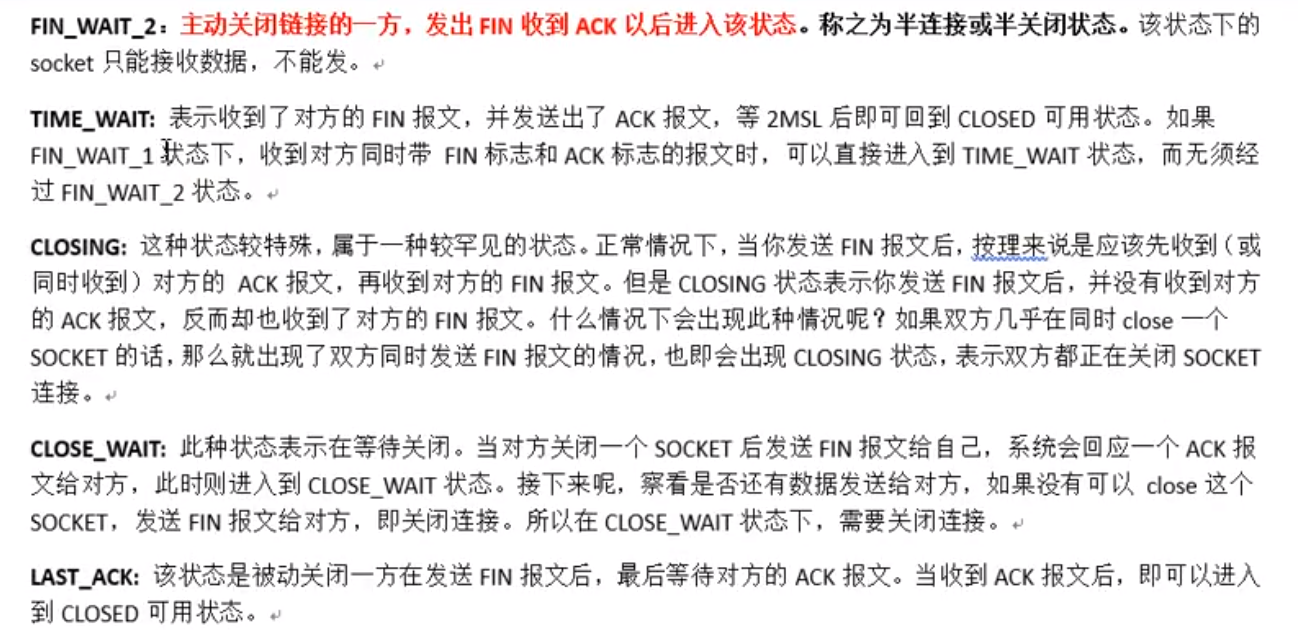 FIN_WAIT_2：主动关闭链接的一方，发出 FIN 收到 ACK 以后进入该状态。称之为半连接或半关闭状态。该状态下的
socket 只能接收数据，不能发。
TIME_WAIT: 表示收到了对方的 FIN 报文，并发送出了 ACK 报文，等 2MSL 后即可回到 CLOSED 可用状态。如果
FIN_WAIT_1 状态下，收到对方同时带 FIN 标志和 ACK 标志的报文时，可以直接进入到 TIME_WAIT 状态，而无须经
过 FIN_WAIT_2 状态。
CLOSING: 这种状态较特殊，属于一种较罕见的状态。正常情况下，当你发送 FIN 报文后，按理来说是应该先收到（或
同时收到）对方的 ACK 报文，再收到对方的 FIN 报文。但是 CLOSING 状态表示你发送 FIN 报文后，并没有收到对方
的 ACK 报文，反而却也收到了对方的 FIN 报文。什么情况下会出现此种情况呢？如果双方几乎在同时 close 一个
SOCKET 的话，那么就出现了双方同时发送 FIN 报文的情况，也即会出现 CLOSING 状态，表示双方都正在关闭 SOCKET
连接。
CLOSE_WAIT: 此种状态表示在等待关闭。当对方关闭一个 SOCKET 后发送 FIN 报文给自己，系统会回应一个 ACK 报
文给对方，此时则进入到 CLOSE_WAIT 状态。接下来呢，察看是否还有数据发送给对方，如果没有可以 close 这个
SOCKET，发送 FIN 报文给对方，即关闭连接。所以在 CLOSE_WAIT 状态下，需要关闭连接。
LAST_ACK: 该状态是被动关闭一方在发送 FIN 报文后，最后等待对方的 ACK 报文。当收到 ACK 报文后，即可以进入
到 CLOSED 可用状态。